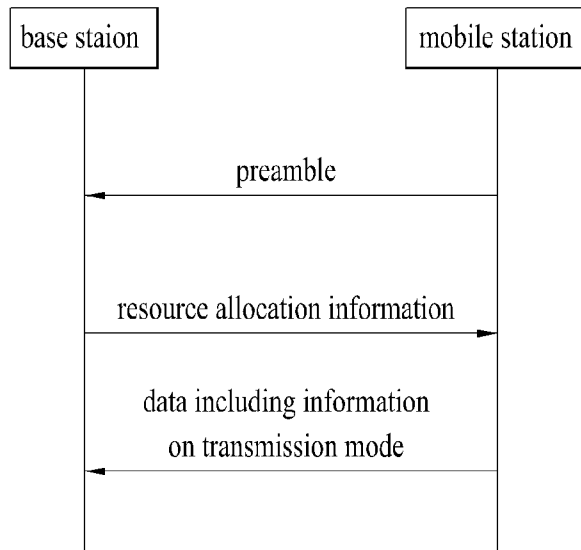 base staion
mobile station
preamble
resource allocation information
data including information
on transmission mode